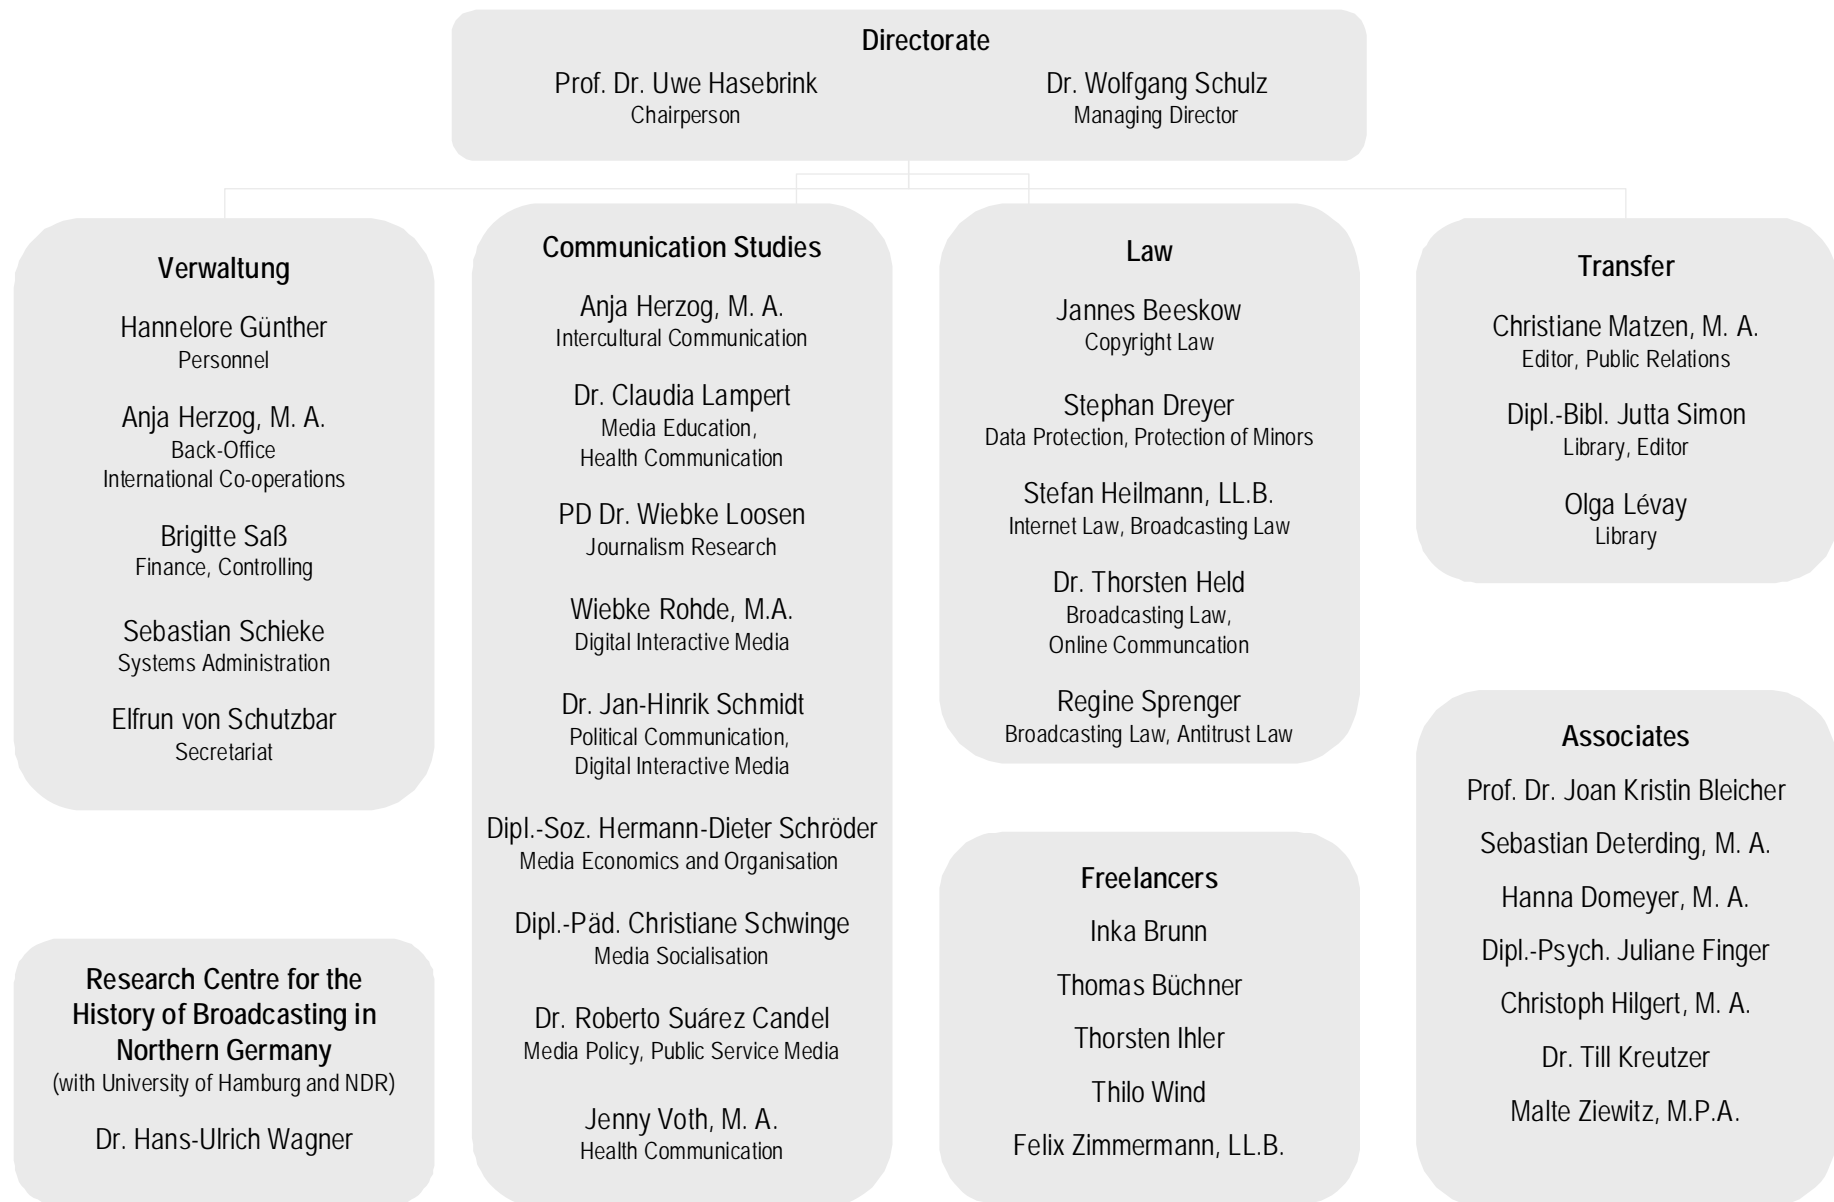 Directorate
Prof. Dr. Uwe Hasebrink
Chairperson
Dr. Wolfgang Schulz
Managing Director
Verwaltung
Hannelore Günther
Personnel
Anja Herzog, M. A.
Back-Office
International Co-operations
Brigitte Saß
Finance, Controlling
Sebastian Schieke
Systems Administration
Elfrun von Schutzbar
Secretariat
Research Centre for the
History of Broadcasting in
Northern Germany
(with University of Hamburg and NDR)
Dr. Hans-Ulrich Wagner
Communication Studies
Anja Herzog, M. A.
Intercultural Communication
Dr. Claudia Lampert
Media Education,
Health Communication
PD Dr. Wiebke Loosen
Journalism Research
Wiebke Rohde, M.A.
Digital Interactive Media
Dr. Jan-Hinrik Schmidt
Political Communication,
Digital Interactive Media
Dipl.-Soz. Hermann-Dieter Schröder
Media Economics and Organisation
Dipl.-Päd. Christiane Schwinge
Media Socialisation
Dr. Roberto Suárez Candel
Media Policy, Public Service Media
Jenny Voth, M. A.
Health Communication
Law
Jannes Beeskow
Copyright Law
Stephan Dreyer
Data Protection, Protection of Minors
Stefan Heilmann, LL.B.
Internet Law, Broadcasting Law
Dr. Thorsten Held
Broadcasting Law,
Online Communcation
Regine Sprenger
Broadcasting Law, Antitrust Law
Freelancers
Inka Brunn
Thomas Büchner
Thorsten Ihler
Thilo Wind
Felix Zimmermann, LL.B.
Transfer
Christiane Matzen, M. A.
Editor, Public Relations
Dipl.-Bibl. Jutta Simon
Library, Editor
Olga Lévay
Library
Associates
Prof. Dr. Joan Kristin Bleicher
Sebastian Deterding, M. A.
Hanna Domeyer, M. A.
Dipl.-Psych. Juliane Finger
Christoph Hilgert, M. A.
Dr. Till Kreutzer
Malte Ziewitz, M.P.A.